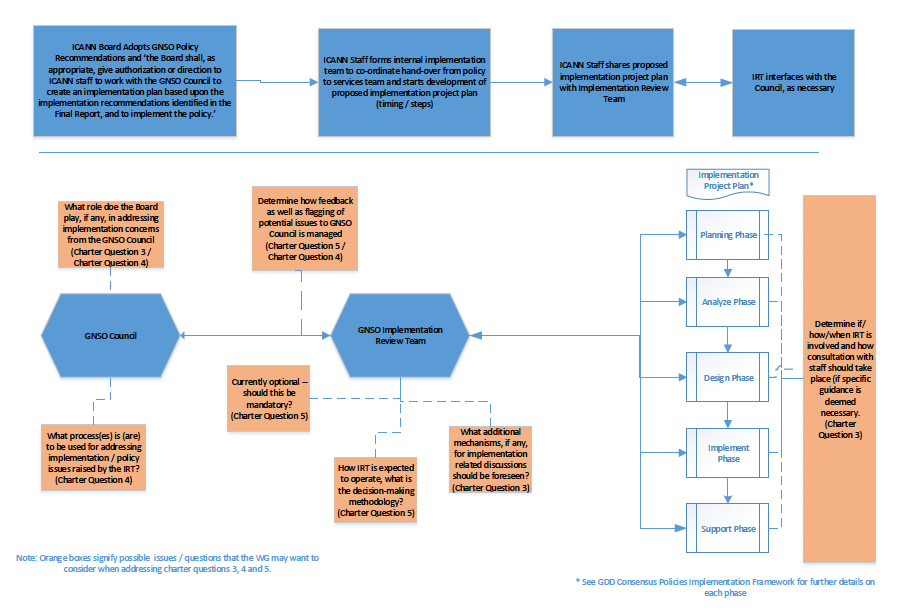 ICANN Board Adopts GNSO Policy
Recommendations and 'the Board shall, as
appropriate, give authorization or direction to
ICANN staff to work with the GNSO Council to
create an implementation plan based upon the
implementation recommendations identified in the
Final Report, and to implement the policy.'
ICANN Staff forms internal implementation
team to co-ordinate hand-over from policy
to services team and starts development of
proposed implementation project plan
(timing / steps)
ICANN Staff shares proposed
implementation project plan
with Implementation Review
Team
IRT interfaces with the
Council, as necessary
What role doe the Board
play, if any, in addressing
implementation concerns
from the GNSO Council
(Charter Question 3 /
Charter Question 4)
Determine how feedback
as well as flagging of
potential issues to GNSO
Council is managed
(Charter Question 5 /
Charter Question 4)
GNSO Council
GNSO Implementation
Review Team
Currently optional –
should this be
mandatory?
(Charter Question 5)
What process(es) is (are)
to be used for addressing
implementation / policy
issues raised by the IRT?
(Charter Question 4)
How IRT is expected
to operate, what is
the decision-making
methodology?
(Charter Question 5)
What additional
mechanisms, if any,
for implementation
related discussions
should be foreseen?
(Charter Question 3)
Implementation
Project Plan*
Planning Phase
Analyze Phase
Design Phase
Implement
Phase
Support Phase
Determine if/
how/when IRT is
involved and how
consultation with
staff should take
place (if specific
guidance is
deemed
necessary.
(Charter
Question 3)
Note: Orange boxes signify possible issues / questions that the WG may want to
consider when addressing charter questions 3, 4 and 5.
* See GDD Consensus Policies Implementation Framework for further details on
each phase